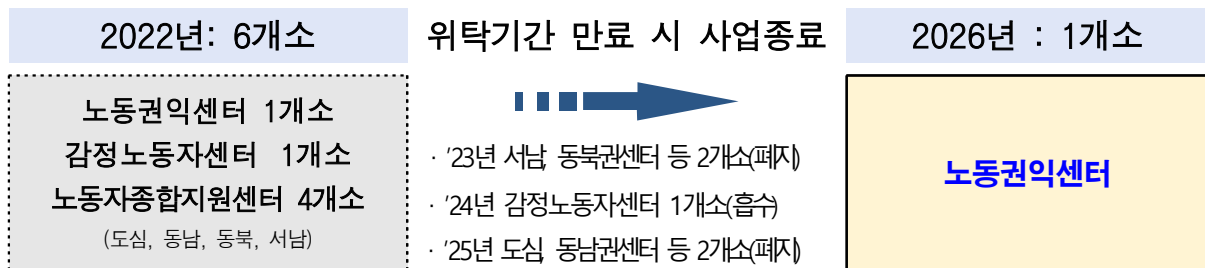 2022년: 6개소
노동권익센터 1개소
감정노동자센터 1개소
노동자종합지원센터 4개소
(도심, 동남, 동북, 서남)
위탁기간 만료 시 사업종료
· '23년 서남, 동북권센터 등 2개소(폐지)
· '24년 감정노동자센터 1개소(흡수)
· '25년 도심, 동남권센터 등 2개소(폐지)
2026년 : 1개소
노동권익센터